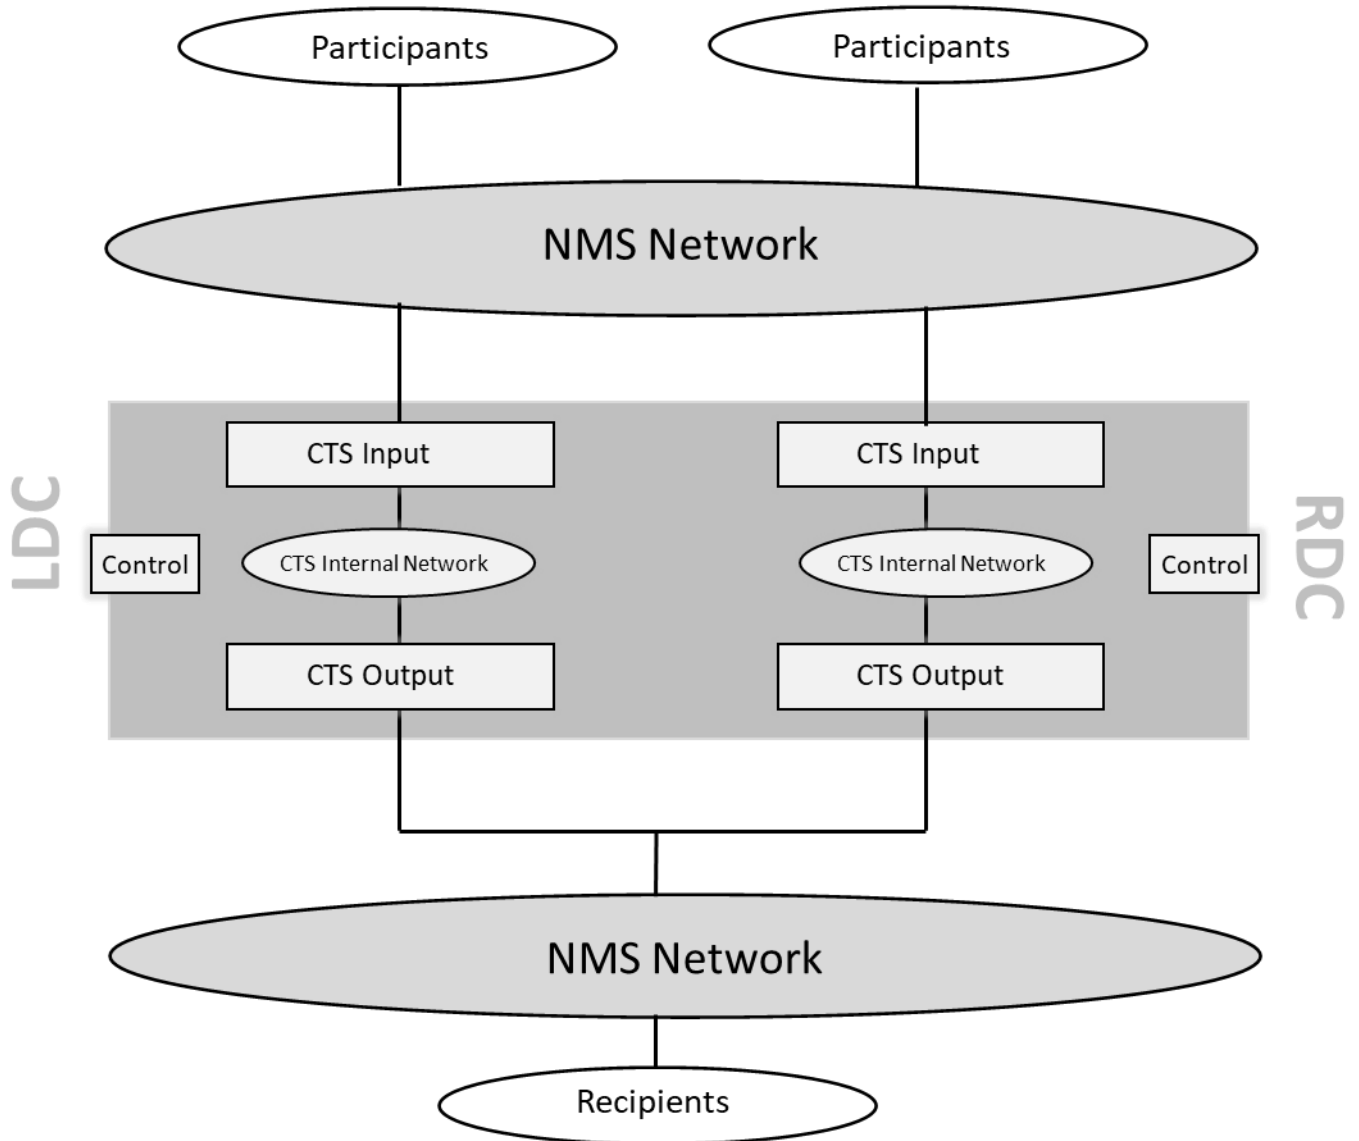 Participants
Participants
NMS Network
LDC
RDC
CTS Input
CTS Input
Control
CTS Internal Network
CTS Internal Network
Control
CTS Output
CTS Output
NMS Network
Recipients